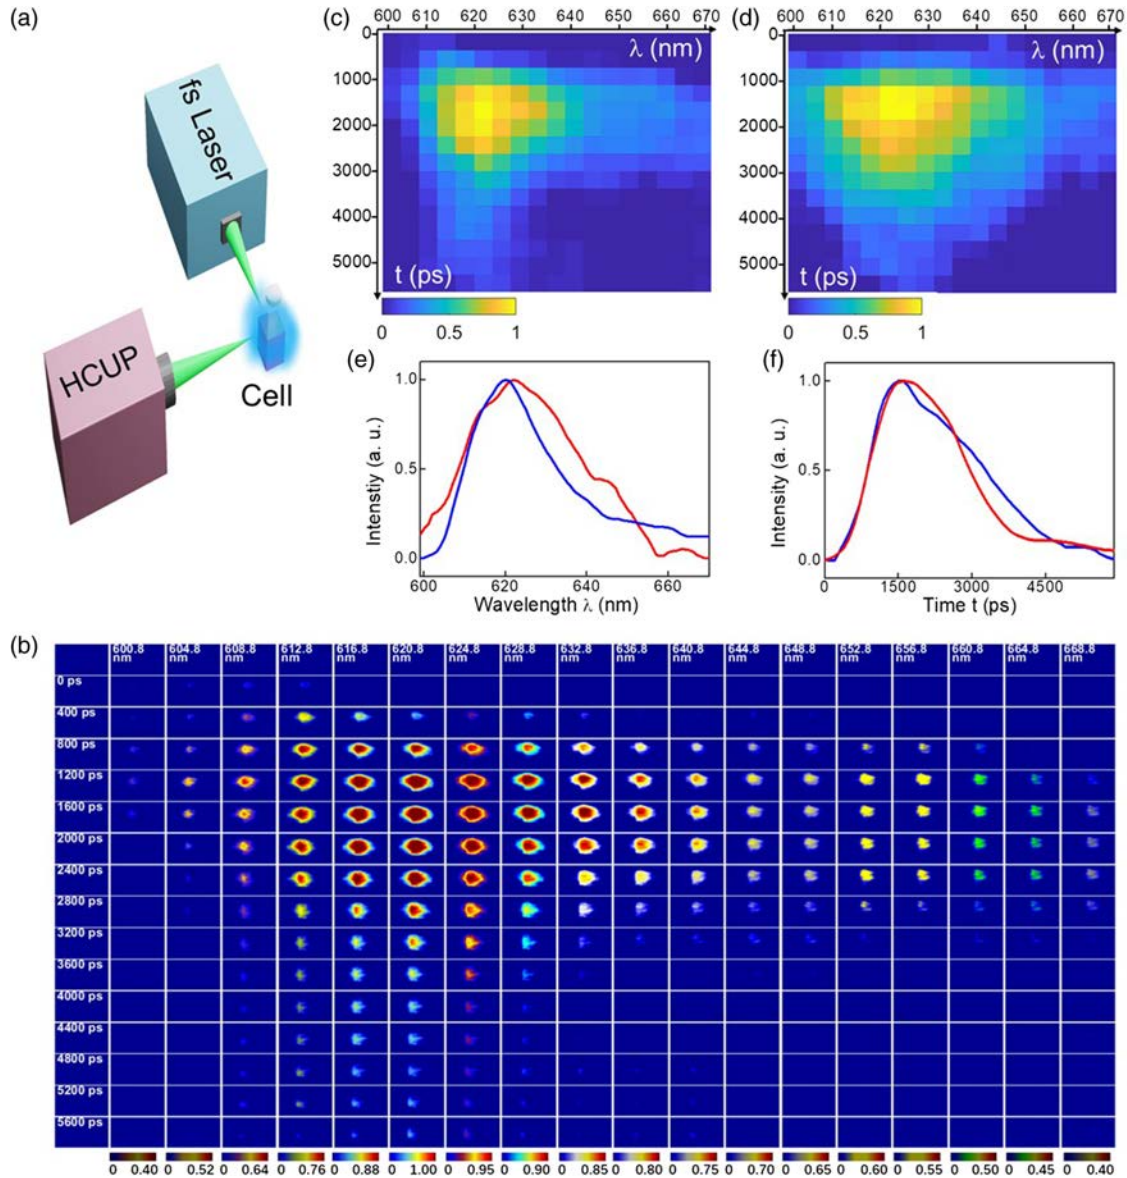 (a)
fs Laser
HCUP
Cell
(c)
600 610 620 630 640 650 660 670
λ (nm)
0
1000
2000
3000
4000
5000
t (ps)
0 0.5 1
(d)
600 610 620 630 640 650 660 670
λ (nm)
0
1000
2000
3000
4000
5000
t (ps)
0 0.5 1
(e)
1.0
0.5
0.0
Intenstiy (a. u.)
600 620 640 660
Wavelength λ (nm)
(f)
1.0
0.5
0.0
Intensity (a. u.)
0 1500 3000 4500
Time t (ps)
(b)
600.8 nm 604.8 nm 608.8 nm 612.8 nm 616.8 nm 620.8 nm 624.8 nm 628.8 nm 632.8 nm 636.8 nm 640.8 nm 644.8 nm 648.8 nm 652.8 nm 656.8 nm 660.8 nm 664.8 nm 668.8 nm
0 ps
400 ps
800 ps
1200 ps
1600 ps
2000 ps
2400 ps
2800 ps
3200 ps
3600 ps
4000 ps
4400 ps
4800 ps
5200 ps
5600 ps
0 0.40 0 0.52 0 0.64 0 0.76 0 0.88 0 1.00 0 0.95 0 0.90 0 0.85 0 0.80 0 0.75 0 0.70 0 0.65 0 0.60 0 0.55 0 0.50 0 0.45 0 0.40